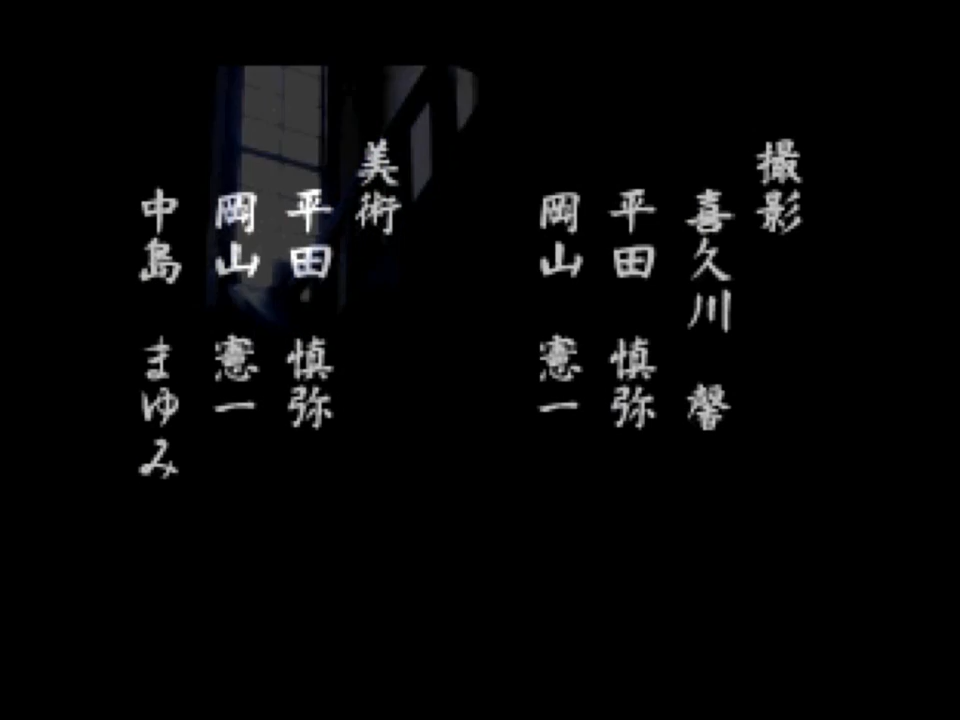 撮影
喜久川 馨
平田 慎弥
岡山 憲一
美術
平田 慎弥
岡山 憲一
中島 まゆみ